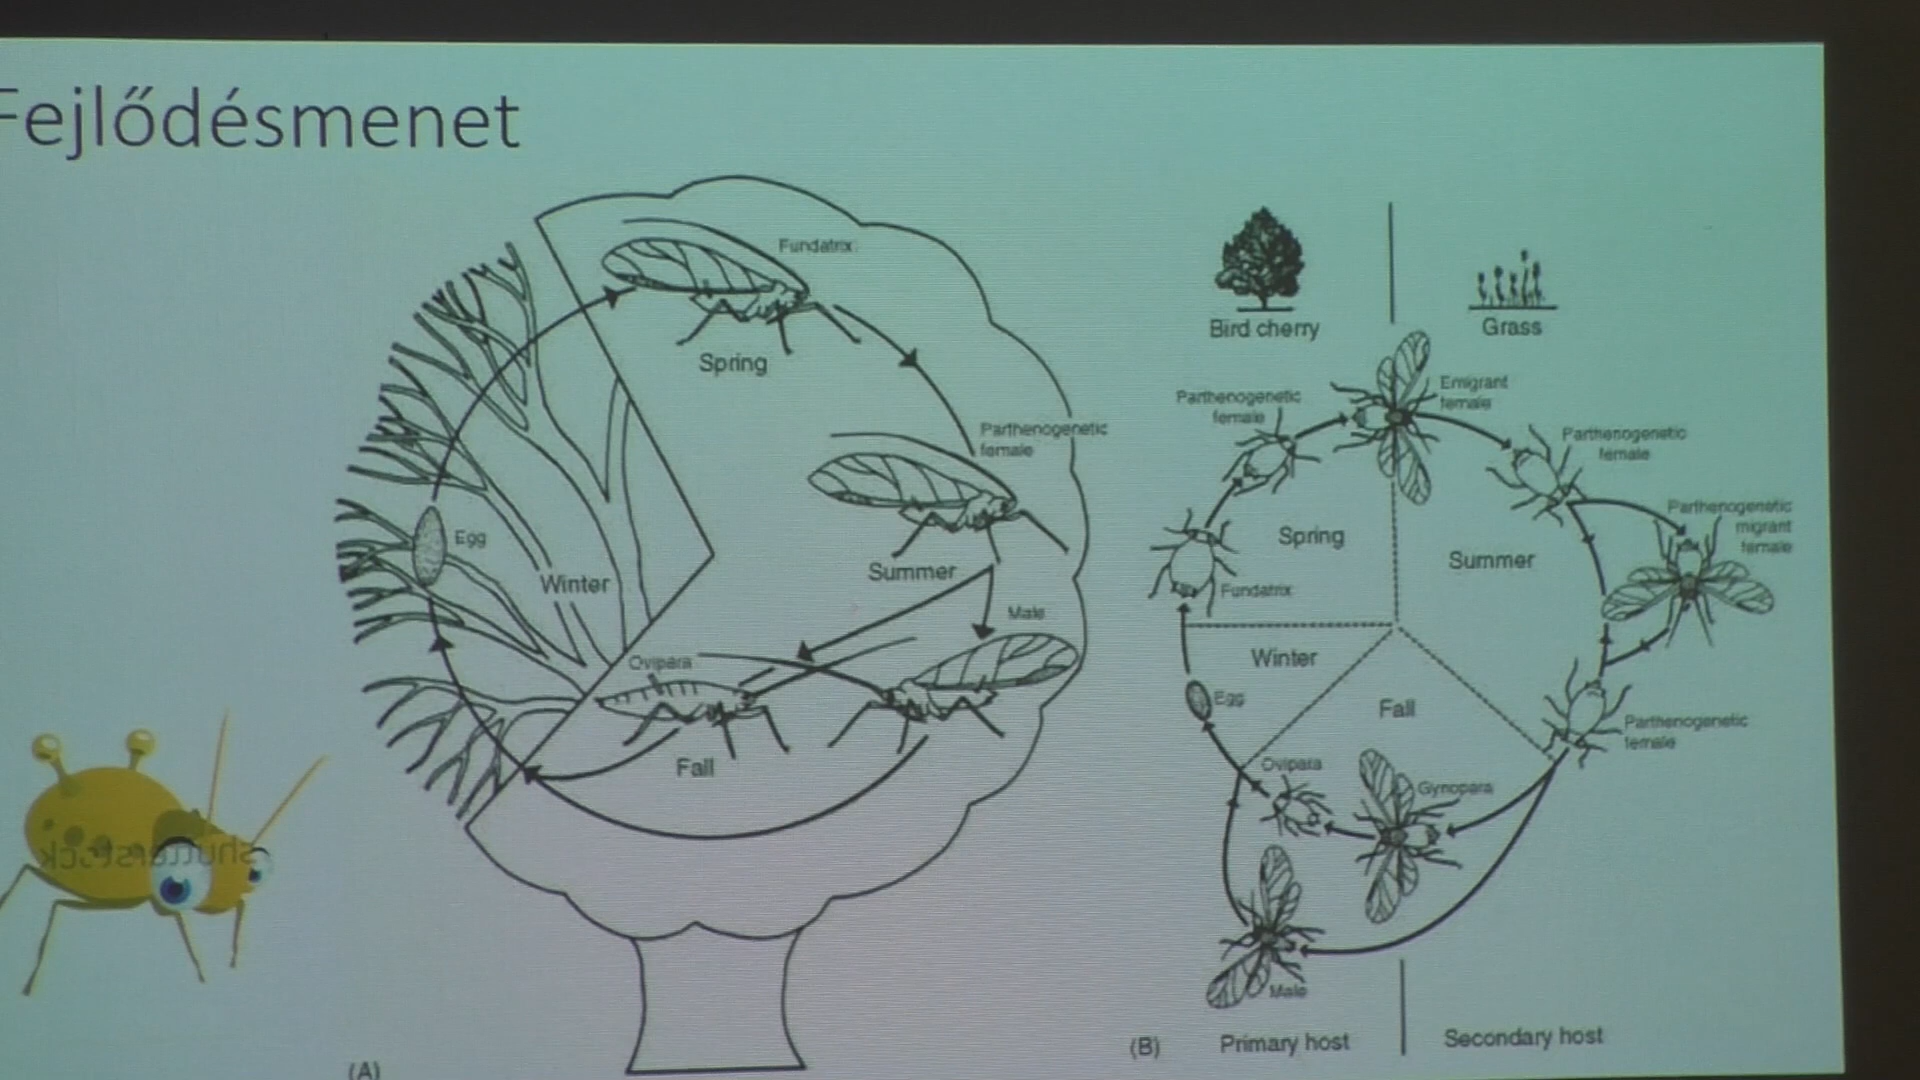 Fejlődésmenet
Fundatrix
Spring
Parthenogenetic
female
Summer
Male
Egg
Winter
Ovipara
Fall
(A)
Bird cherry
Grass
Parthenogenetic
female
Emigrant
female
Parthenogenetic
female
Parthenogenetic
migrant
female
Spring
Summer
Fundatrix
Winter
Egg
Fall
Parthenogenetic
female
Ovipara
Gynopara
Male
(B)
Primary host
Secondary host
shutterstock